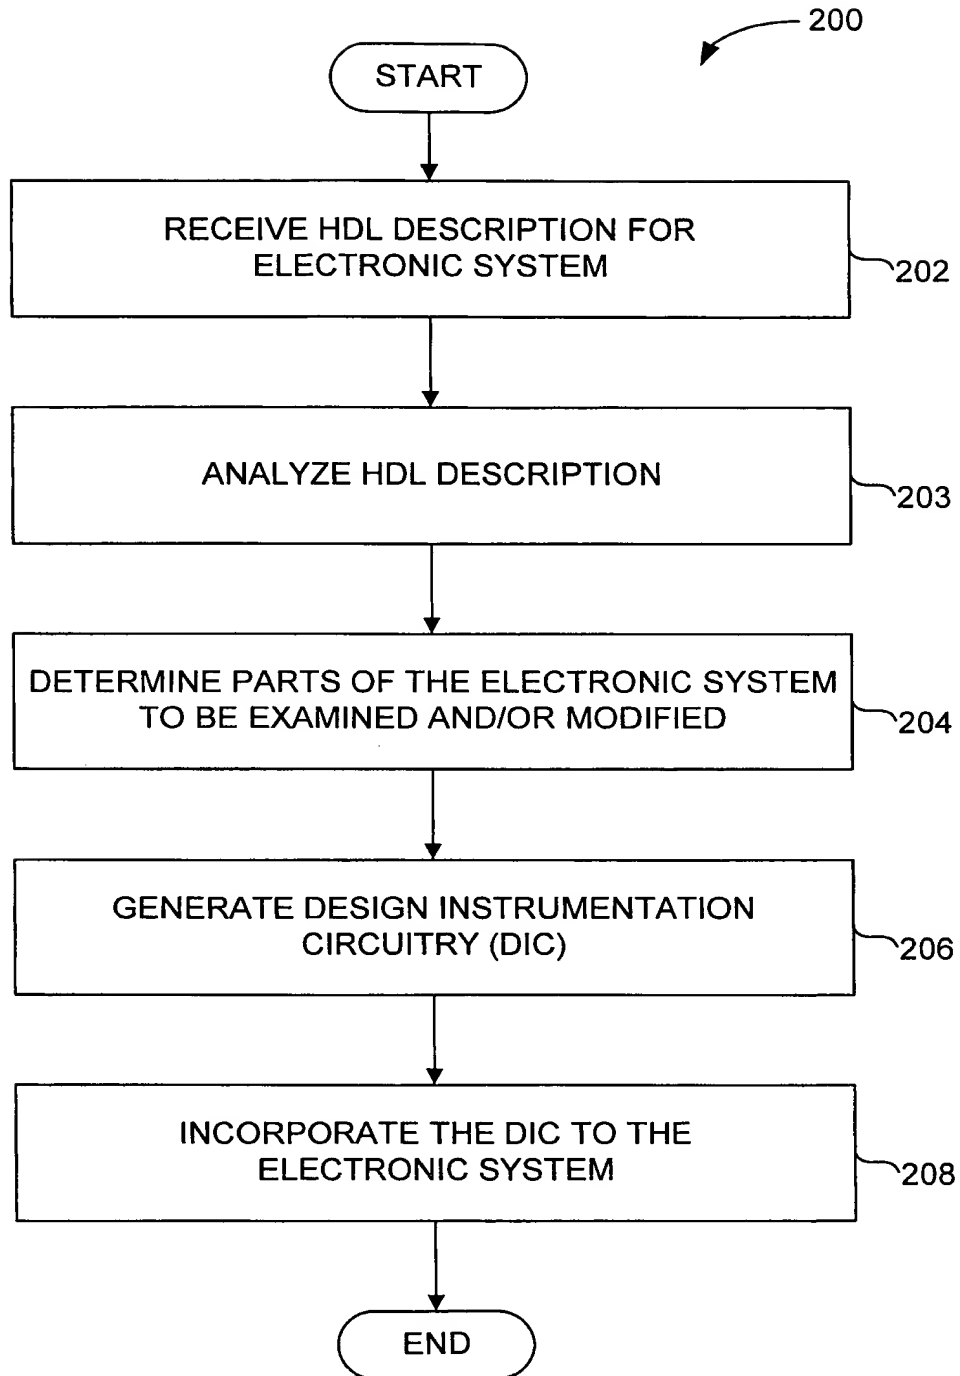 200
START
RECEIVE HDL DESCRIPTION FOR
ELECTRONIC SYSTEM
202
ANALYZE HDL DESCRIPTION
203
DETERMINE PARTS OF THE ELECTRONIC SYSTEM
TO BE EXAMINED AND/OR MODIFIED
204
GENERATE DESIGN INSTRUMENTATION
CIRCUITRY (DIC)
206
INCORPORATE THE DIC TO THE
ELECTRONIC SYSTEM
208
END